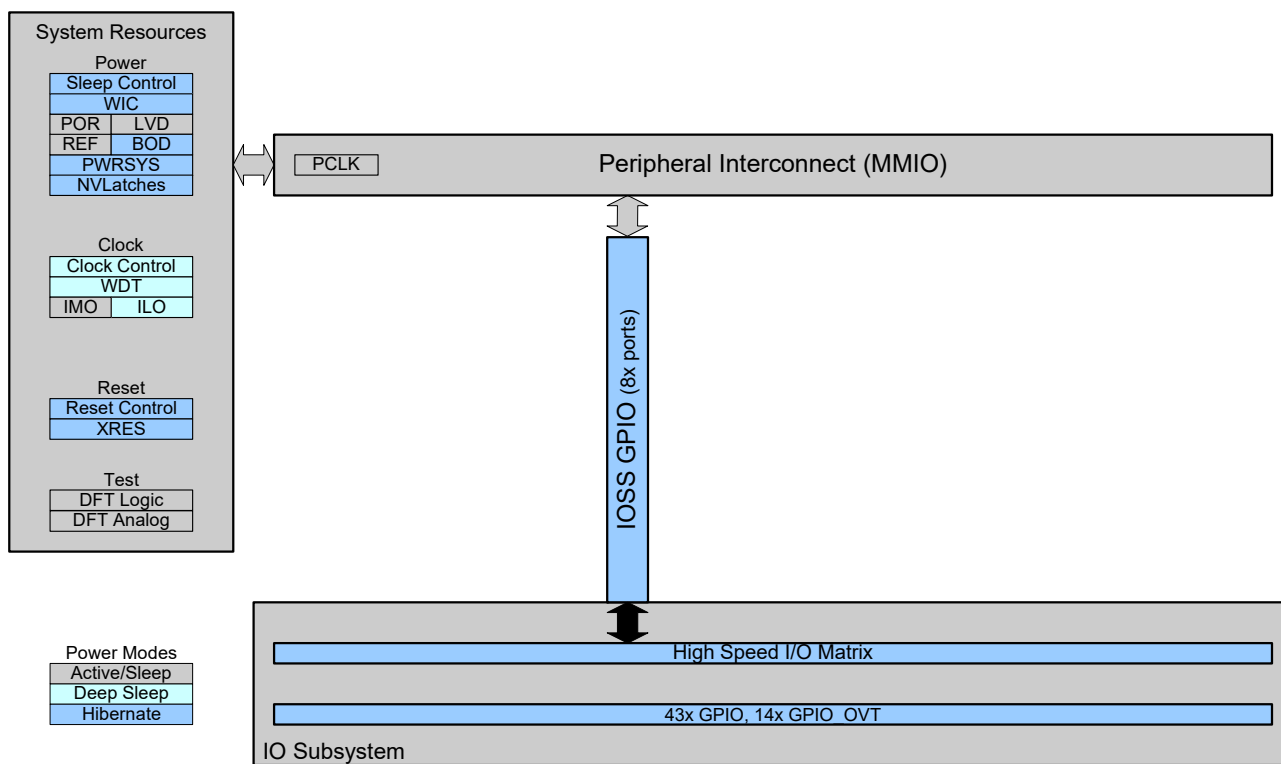 System Resources
Power
Sleep Control
WIC
POR LVD
REF BOD
PWRSYS
NVLatches
Clock
Clock Control
WDT
IMO ILO
Reset
Reset Control
XRES
Test
DFT Logic
DFT Analog
PCLK
Peripheral Interconnect (MMIO)
IOSS GPIO (8x ports)
High Speed I/O Matrix
43x GPIO, 14x GPIO_OVT
IO Subsystem
Power Modes
Active/Sleep
Deep Sleep
Hibernate